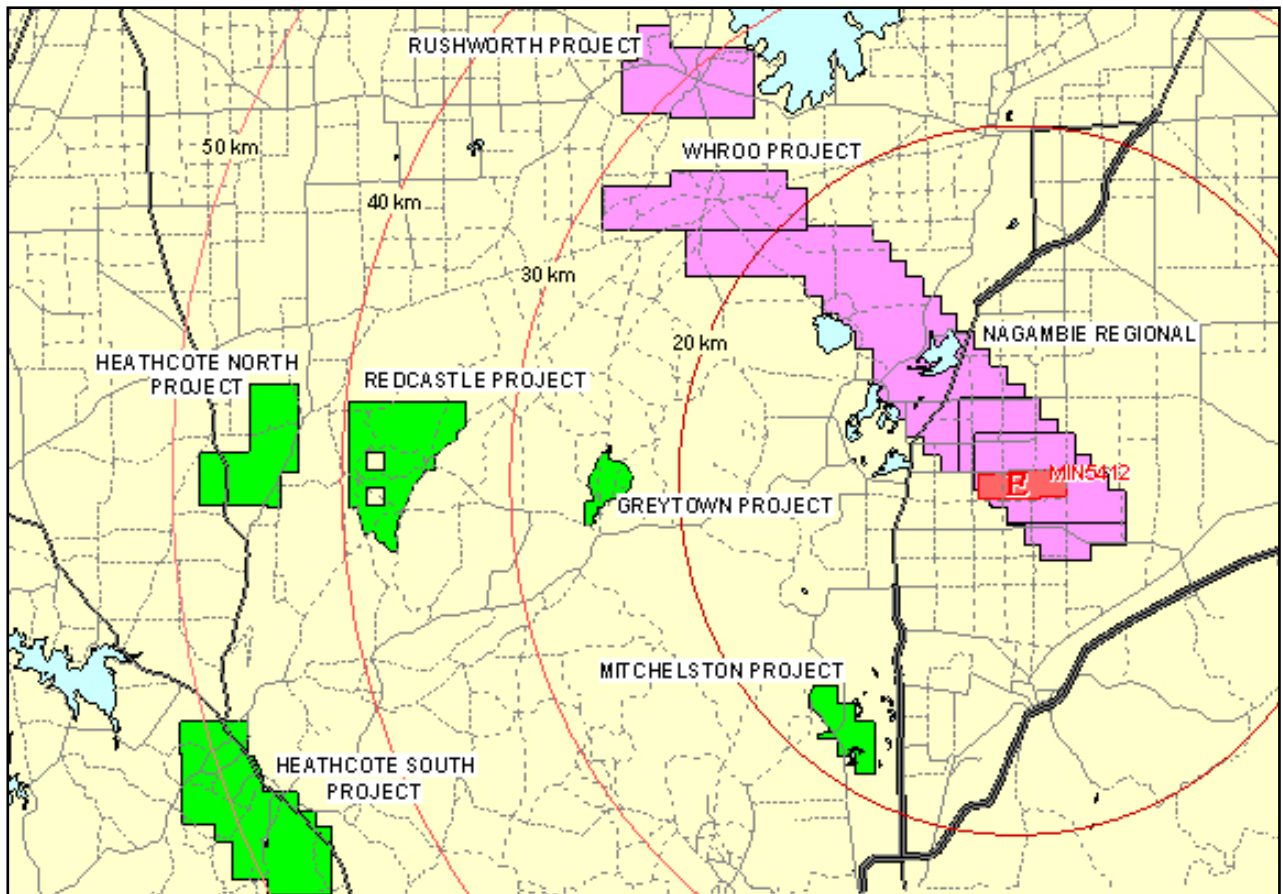 RUSHWORTH PROJECT
50 km
WHROO PROJECT
40 km
30 km
NAGAMBIE REGIONAL
20 km
HEATHCOTE NORTH
PROJECT
REDCASTLE PROJECT
MIN5412
E
GREYTOWN PROJECT
MITCHELSTON PROJECT
HEATHCOTE SOUTH
PROJECT